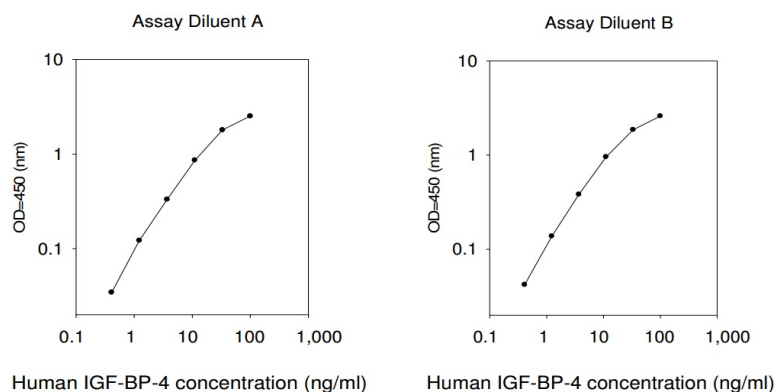 Assay Diluent A
10
1
0.1
OD=450 (nm)
0.1 1 10 100 1,000
Human IGF-BP-4 concentration (ng/ml)
Assay Diluent B
10
1
0.1
OD=450 (nm)
0.1 1 10 100 1,000
Human IGF-BP-4 concentration (ng/ml)